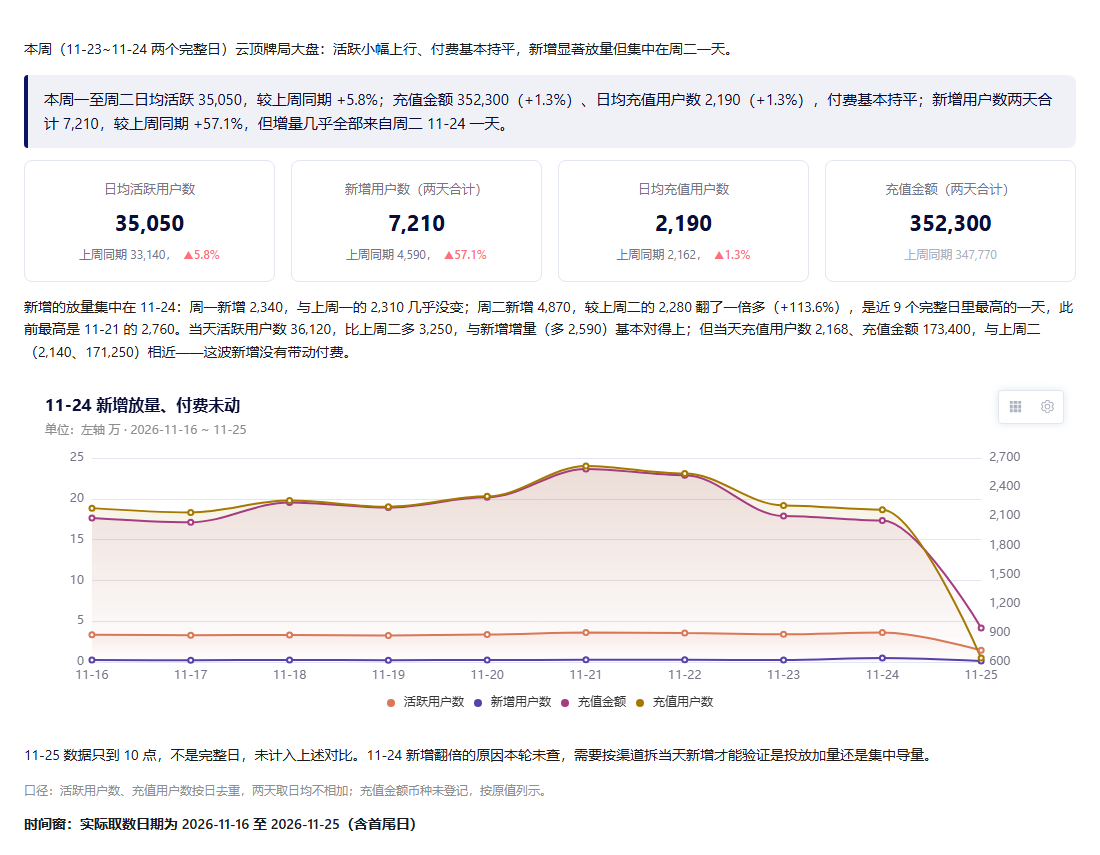 本周（11-23~11-24 两个完整日）云顶牌局大盘：活跃小幅上行、付费基本持平，新增显著放量但集中在周二一天。
本周一至周二日均活跃 35,050，较上周同期 +5.8%；充值金额 352,300（+1.3%）、日均充值用户数 2,190（+1.3%），付费基本持平；新增用户数两天合
计 7,210，较上周同期 +57.1%，但增量几乎全部来自周二 11-24 一天。
日均活跃用户数
35,050
上周同期 33,140， ▲5.8%
新增用户数（两天合计）
7,210
上周同期 4,590， ▲57.1%
日均充值用户数
2,190
上周同期 2,162， ▲1.3%
充值金额（两天合计）
352,300
上周同期 347,770
新增的放量集中在 11-24：周一新增 2,340，与上周一的 2,310 几乎没变；周二新增 4,870，较上周二的 2,280 翻了一倍多（+113.6%），是近 9 个完整日里最高的一天，此
前最高是 11-21 的 2,760。当天活跃用户数 36,120，比上周二多 3,250，与新增增量（多 2,590）基本对得上；但当天充值用户数 2,168、充值金额 173,400，与上周二
（2,140、171,250）相近——这波新增没有带动付费。
11-24 新增放量、付费未动
单位：左轴 万 · 2026-11-16 ~ 11-25
25
20
15
10
5
0
2,700
2,400
2,100
1,800
1,500
1,200
900
600
11-16 11-17 11-18 11-19 11-20 11-21 11-22 11-23 11-24 11-25
活跃用户数 新增用户数 充值金额 充值用户数
11-25 数据只到 10 点，不是完整日，未计入上述对比。11-24 新增翻倍的原因本轮未查，需要按渠道拆当天新增才能验证是投放加量还是集中导量。
口径：活跃用户数、充值用户数按日去重，两天取日均不相加；充值金额币种未登记，按原值列示。
时间窗：实际取数日期为 2026-11-16 至 2026-11-25（含首尾日）